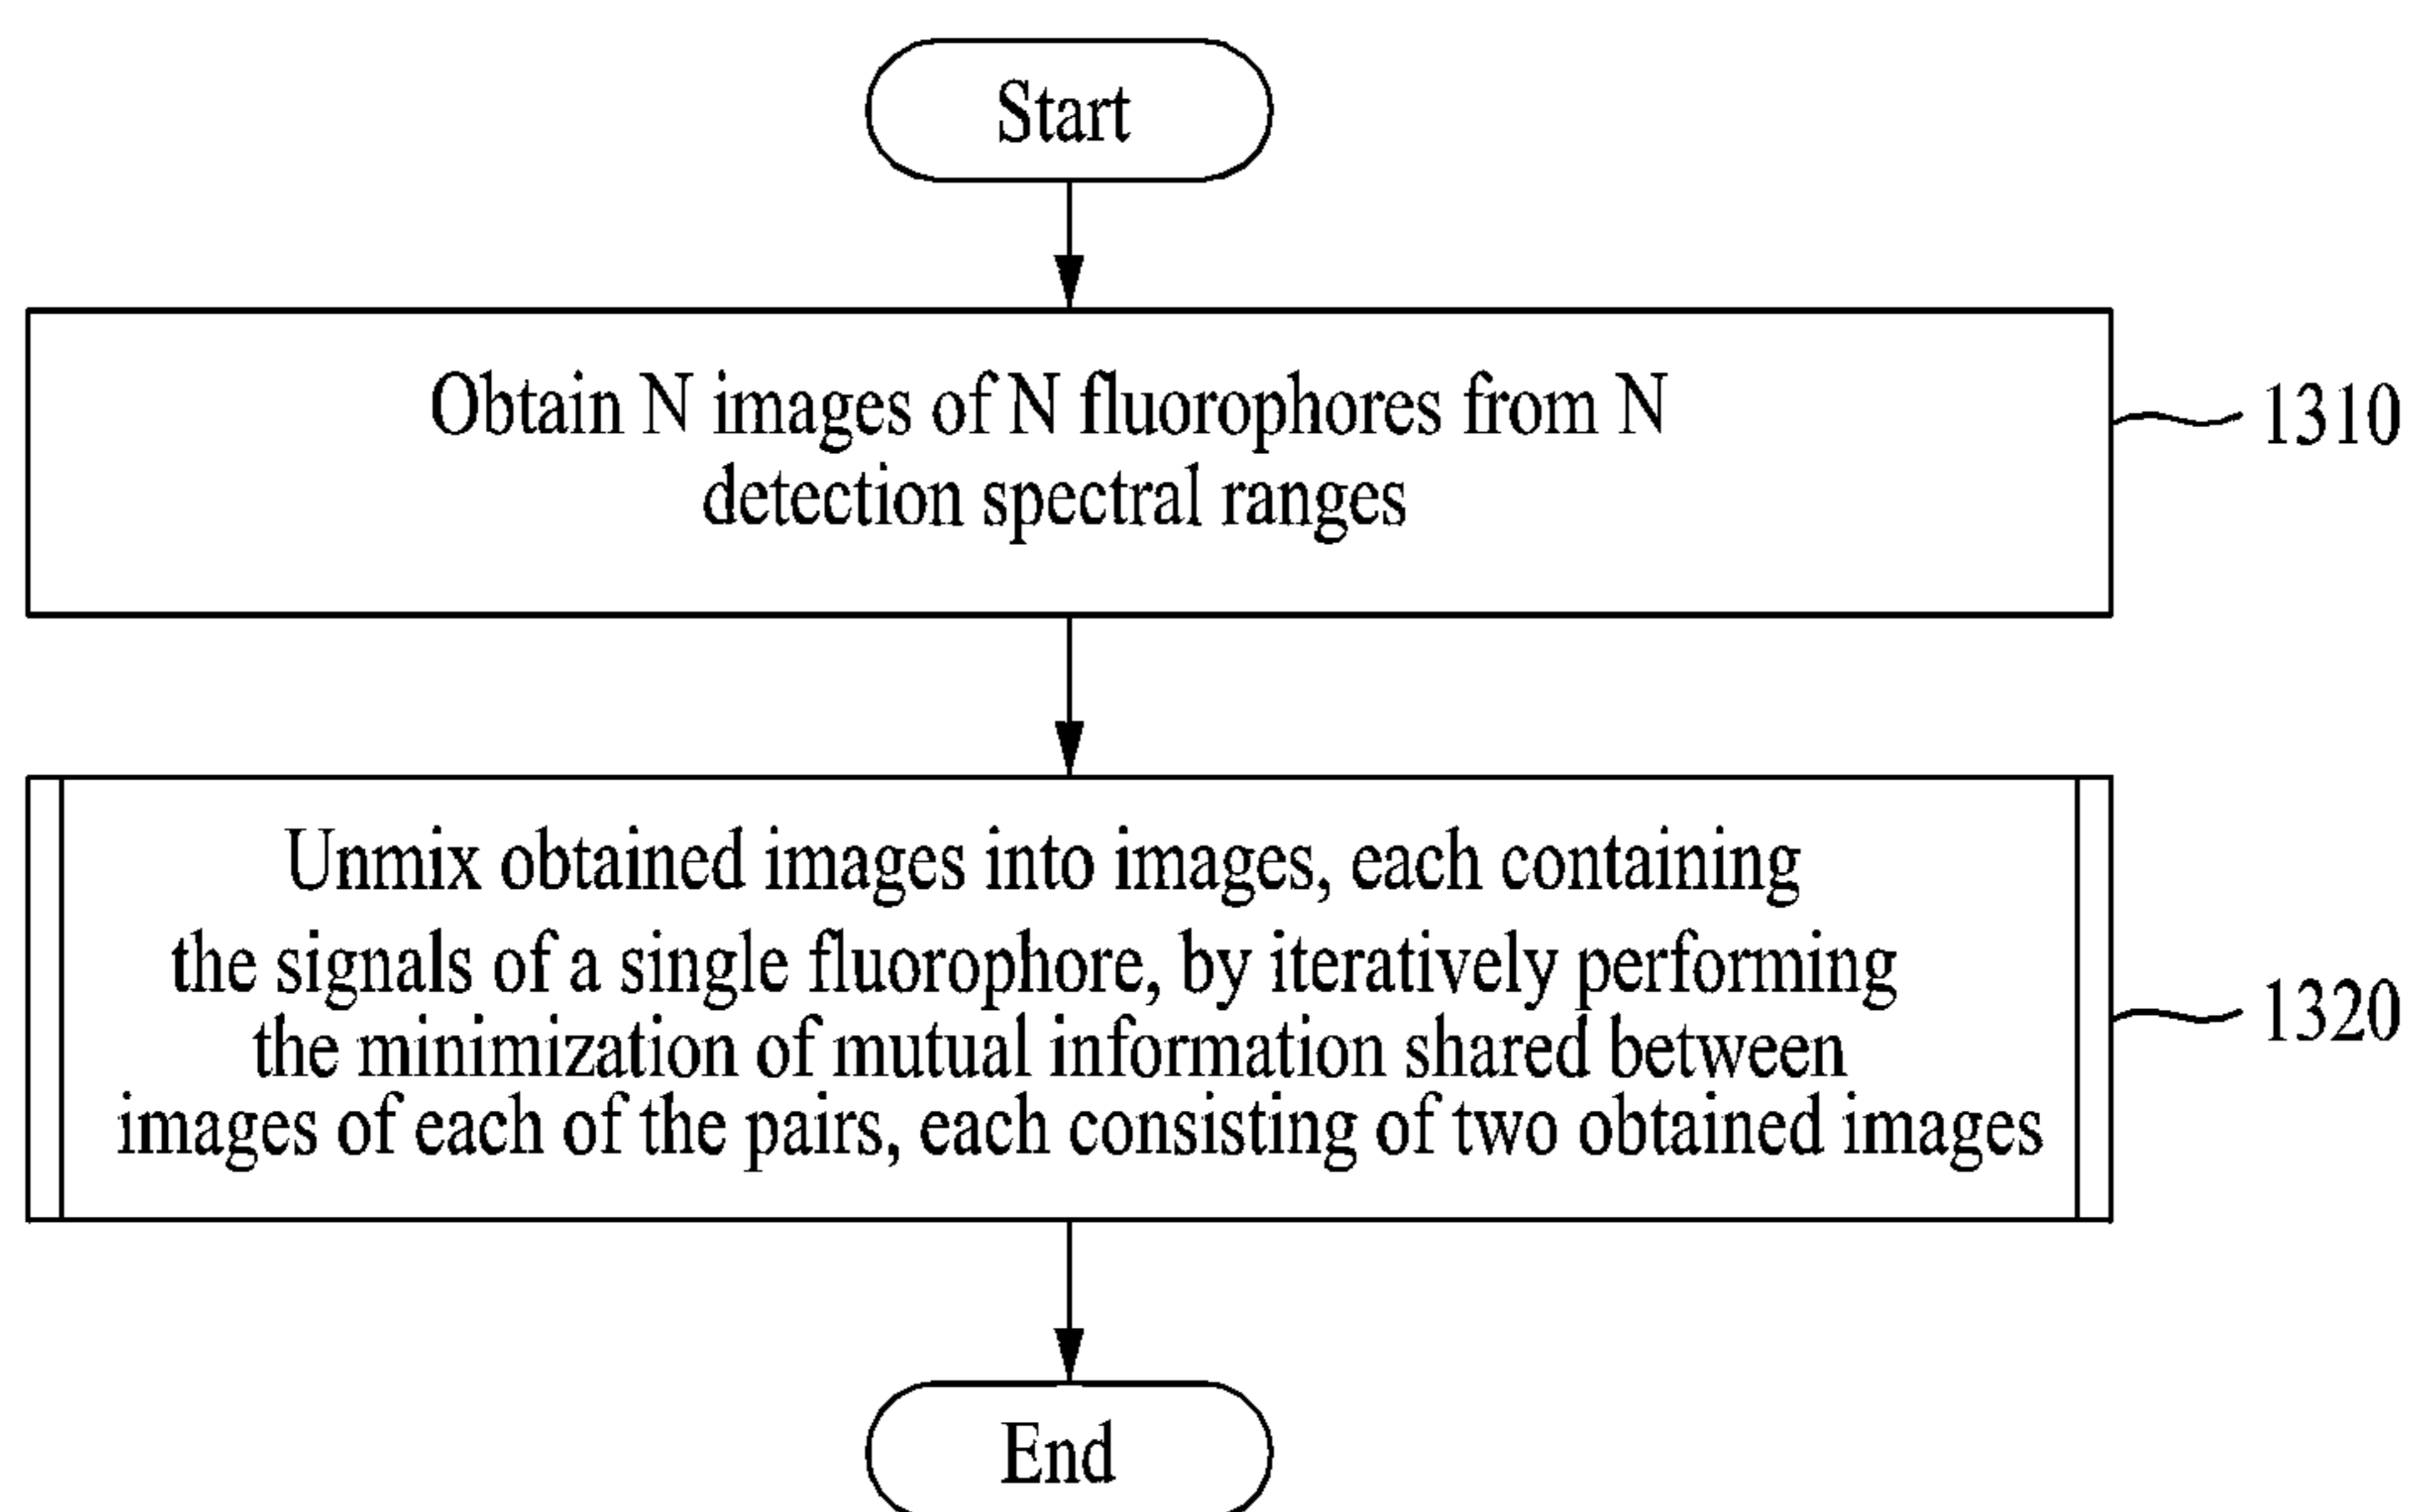 Start
Obtain N images of N fluorophores from N
detection spectral ranges
1310
Unmix obtained images into images, each containing
the signals of a single fluorophore, by iteratively performing
the minimization of mutual information shared between
images of each of the pairs, each consisting of two obtained images
1320
End